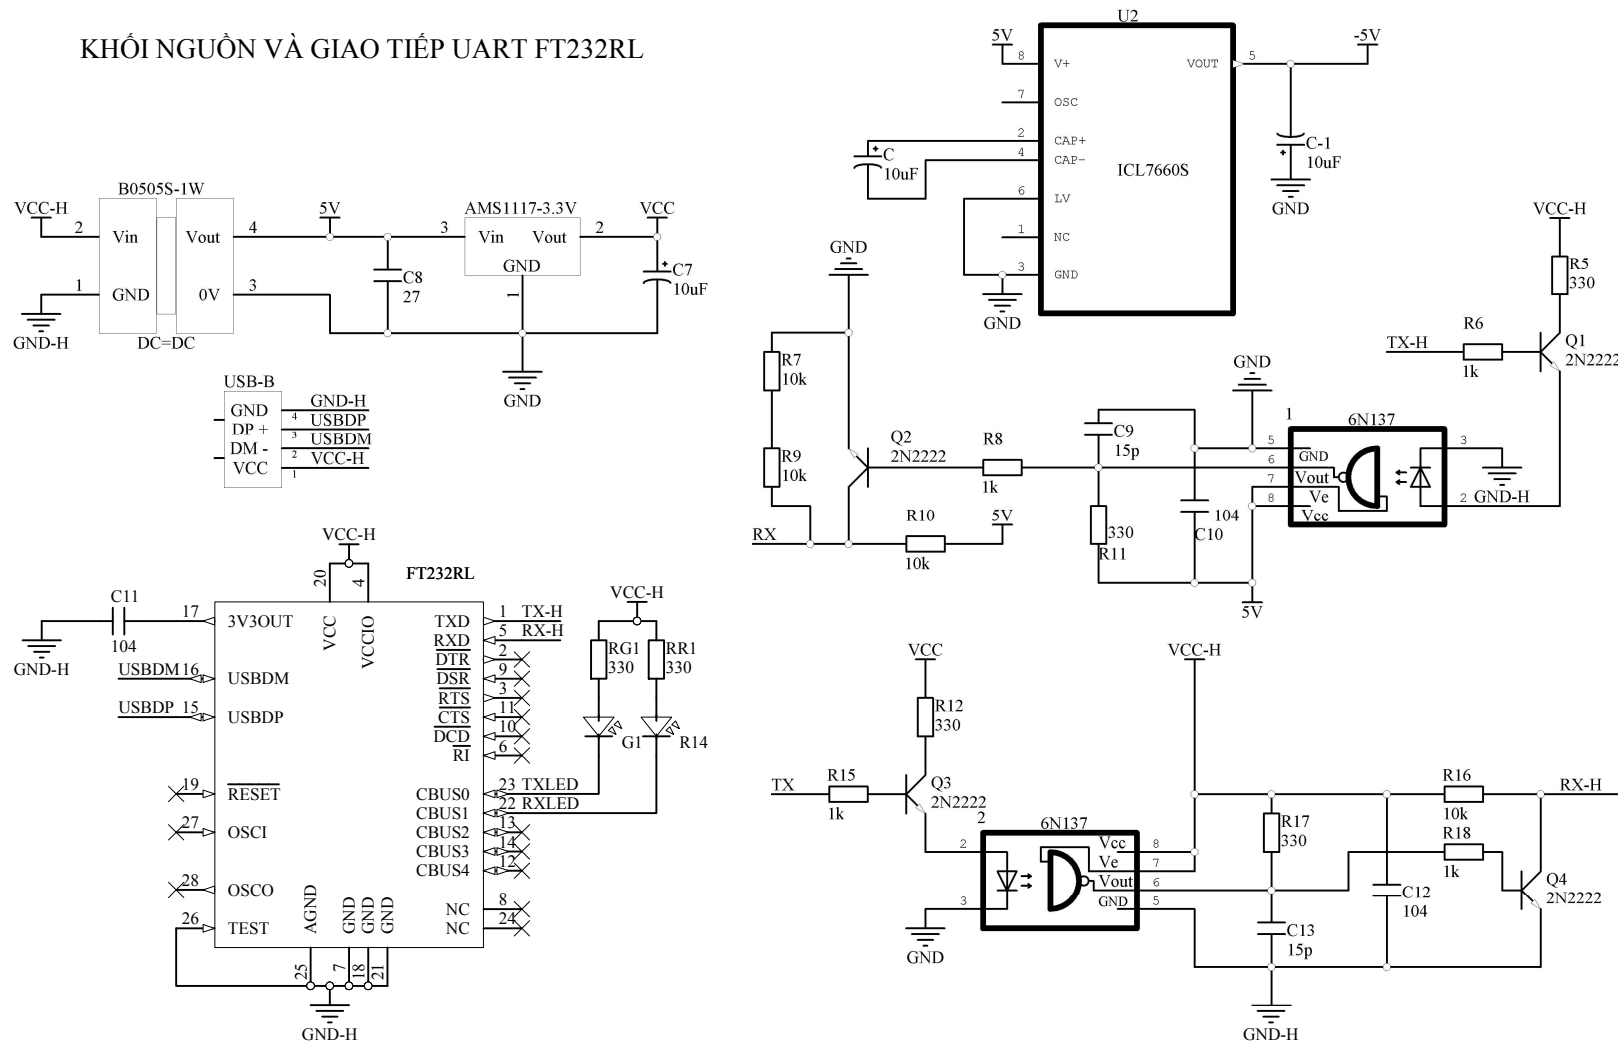 KHỐI NGUỒN VÀ GIAO TIẾP UART FT232RL
U2
5V
-5V
8
V+
VOUT
5
7
OSC
2
CAP+
4
CAP-
C
10uF
ICL7660S
C-1
10uF
GND
6
LV
1
NC
3
GND
GND
B0505S-1W
VCC-H
2
Vin
Vout
4
5V
1
GND
0V
3
GND-H
DC=DC
C8
27
AMS1117-3.3V
3
Vin
Vout
2
GND
1
VCC
C7
10uF
GND
USB-B
GND
4
GND-H
DP +
3
USBDP
DM -
2
USBDM
VCC
1
VCC-H
GND
R7
10k
R9
10k
Q2
2N2222
R8
1k
RX
R10
10k
5V
C9
15p
330
R11
104
C10
GND
5V
1
6N137
5
GND
6
Vout
7
Ve
8
Vcc
3
2
GND-H
VCC-H
R5
330
TX-H
R6
1k
Q1
2N2222
VCC-H
20
4
FT232RL
C11
104
GND-H
17
3V3OUT
VCC
VCCIO
USBDM
16
USBDM
USBDP
15
USBDP
19
RESET
27
OSCI
28
OSCO
26
TEST
AGND
GND
GND
GND
25
7
18
21
GND-H
TXD
1
TX-H
RXD
5
RX-H
DTR
2
DSR
9
RTS
3
CTS
11
DCD
10
RI
6
CBUS0
23
TXLED
CBUS1
22
RXLED
CBUS2
13
CBUS3
14
CBUS4
12
NC
8
NC
24
VCC-H
RG1
330
RR1
330
G1
R14
VCC
R12
330
TX
R15
1k
Q3
2N2222
2
6N137
2
3
GND
Vcc
8
Ve
7
Vout
6
GND
5
VCC-H
R17
330
C13
15p
GND-H
C12
104
R16
10k
R18
1k
RX-H
Q4
2N2222